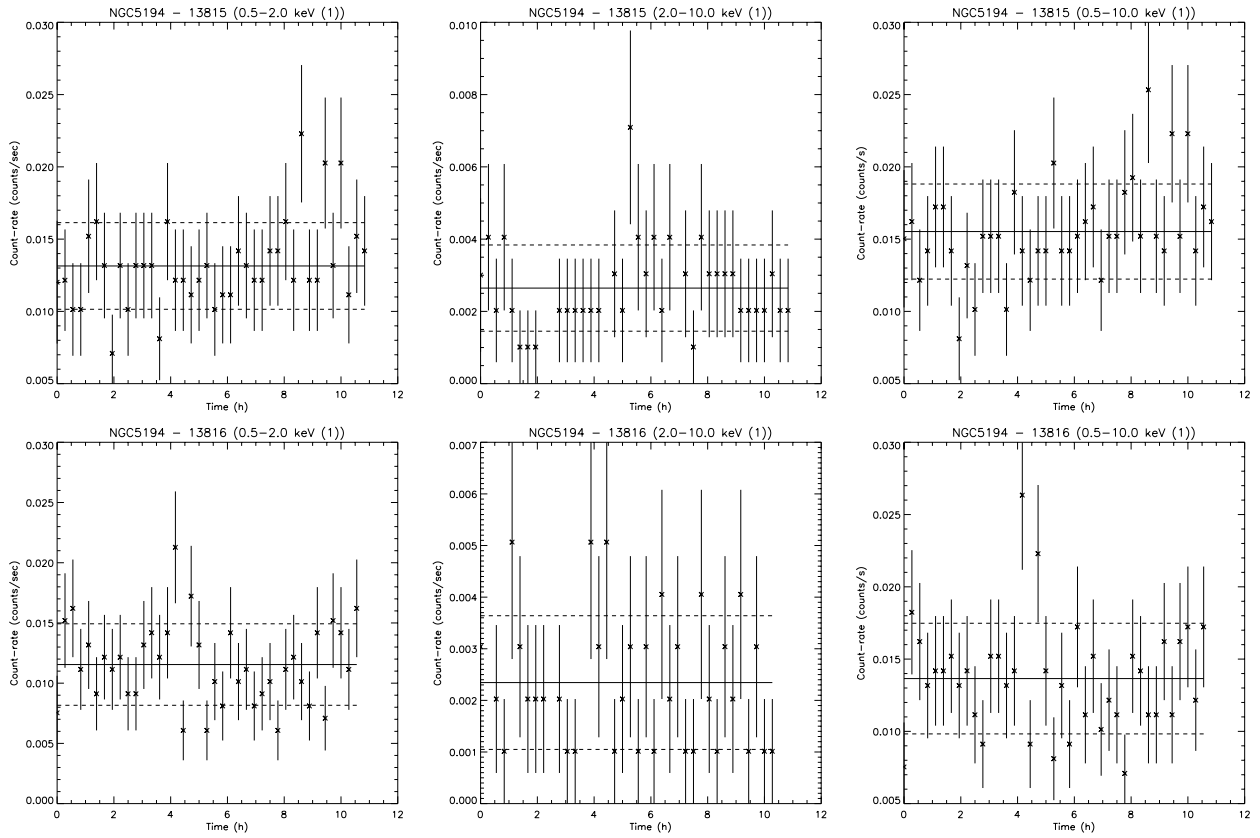 NGC5194 - 13815 (0.5-2.0 keV (1))
0.030
0.025
0.020
0.015
0.010
0.005
Count-rate (counts/sec)
0 2 4 6 8 10 12
Time (h)
NGC5194 - 13815 (2.0-10.0 keV (1))
0.010
0.008
0.006
0.004
0.002
0.000
Count-rate (counts/sec)
0 2 4 6 8 10 12
Time (h)
NGC5194 - 13815 (0.5-10.0 keV (1))
0.030
0.025
0.020
0.015
0.010
0.005
Count-rate (counts/s)
0 2 4 6 8 10 12
Time (h)
NGC5194 - 13816 (0.5-2.0 keV (1))
0.030
0.025
0.020
0.015
0.010
0.005
0.000
Count-rate (counts/sec)
0 2 4 6 8 10 12
Time (h)
NGC5194 - 13816 (2.0-10.0 keV (1))
0.007
0.006
0.005
0.004
0.003
0.002
0.001
0.000
Count-rate (counts/sec)
0 2 4 6 8 10 12
Time (h)
NGC5194 - 13816 (0.5-10.0 keV (1))
0.030
0.025
0.020
0.015
0.010
0.005
Count-rate (counts/s)
0 2 4 6 8 10 12
Time (h)